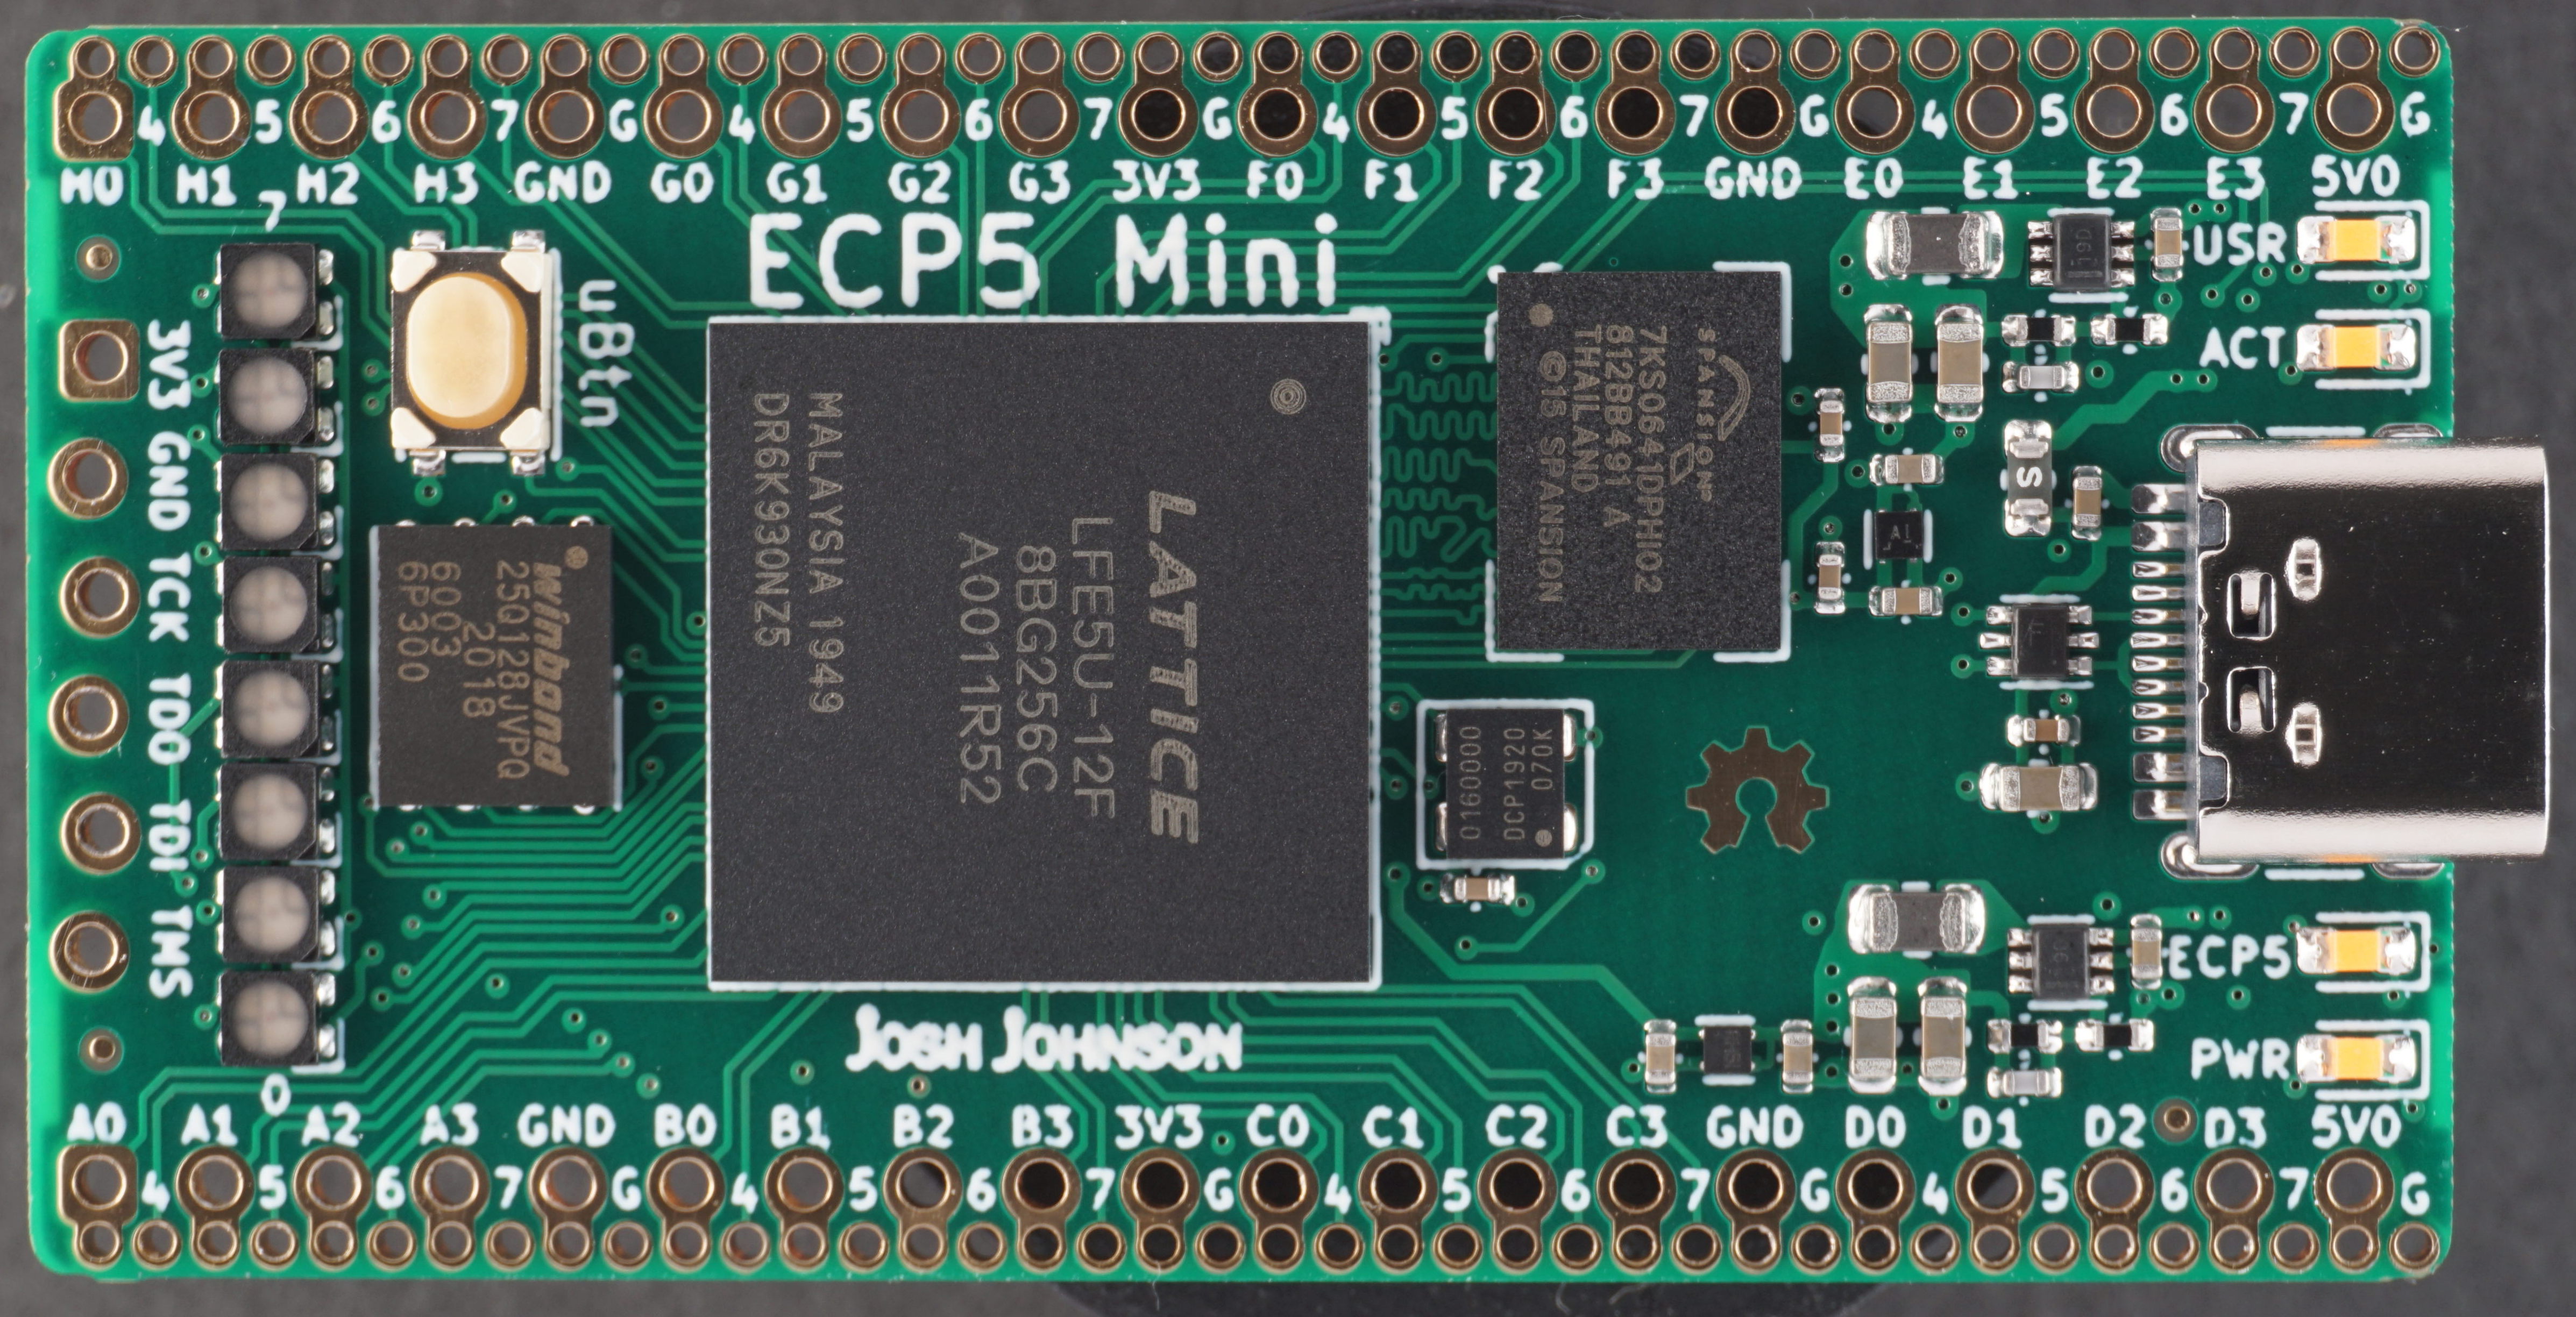 4 5 6 7 G 4 5 6 7 G 4 5 6 7 G 4 5 6 7 G
H0 H1 H2 H3 GND G0 G1 G2 G3 3V3 F0 F1 F2 F3 GND E0 E1 E2 E3 5V0
7
ECP5 Mini
USR
ACT
uBtn
3V3 GND TCK TDO TDI TMS
winbond
25Q128JVPQ
2018
6003
6P300
LATTICE
LFE5U-12F
8BG256C
A0011R52
MALAYSIA 1949
DR6K930NZ5
SPANSION
7KS0641DPHI02
812BB491 A
THAILAND
©15 SPANSION
S
A1
0160000
DCP1920
070K
ECP5
PWR
JOSH JOHNSON
0
A0 A1 A2 A3 GND B0 B1 B2 B3 3V3 C0 C1 C2 C3 GND D0 D1 D2 D3 5V0
4 5 6 7 G 4 5 6 7 G 4 5 6 7 G 4 5 6 7 G